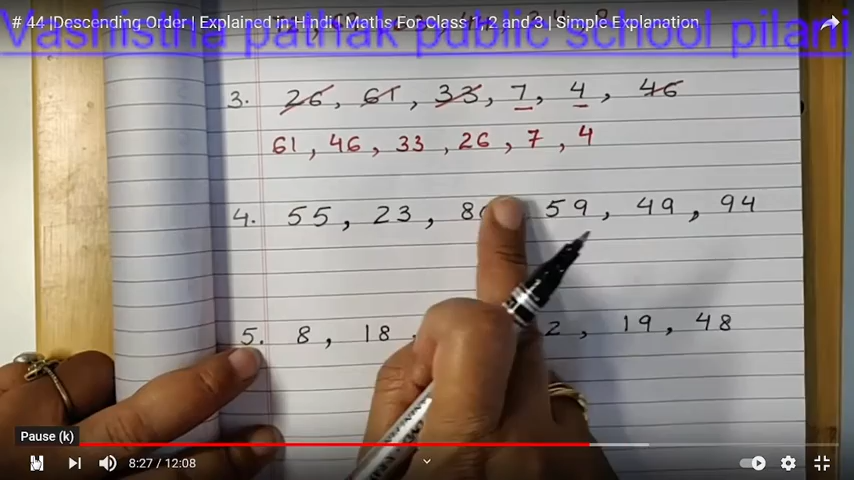 # 44 |Descending Order | Explained in Hindi | Maths For Class 1, 2 and 3 | Simple Explanation
Vashistha pathak public school pilani
3. 26, 61, 33, 7, 4, 46
61, 46, 33, 26, 7, 4
4. 55, 23, 59, 49, 94
5. 8, 18, 19, 48
Pause (k)
8:27 / 12:08